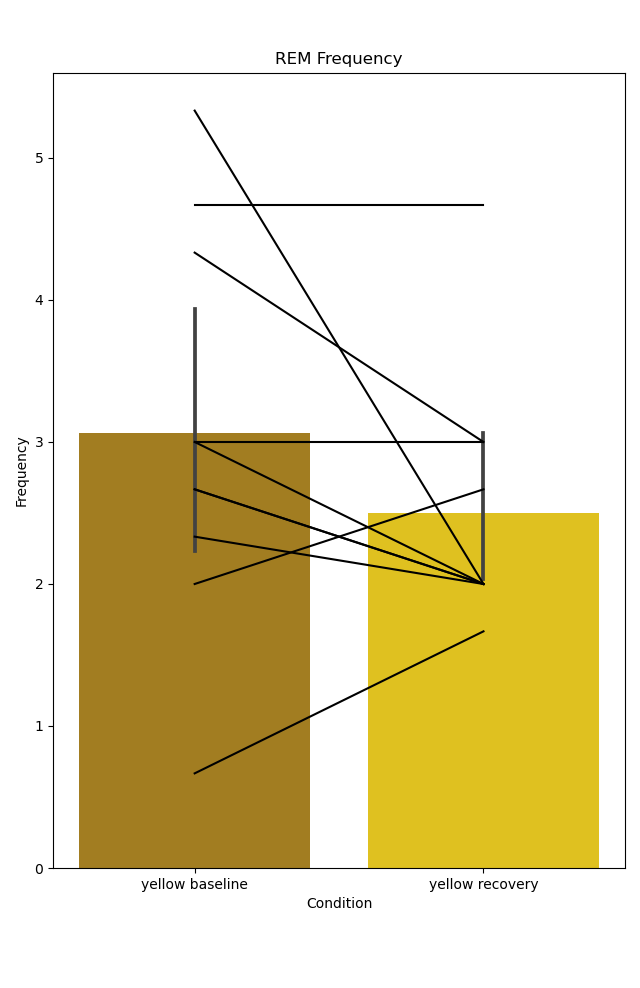 REM Frequency
5
4
3
2
1
0
Frequency
yellow baseline
yellow recovery
Condition